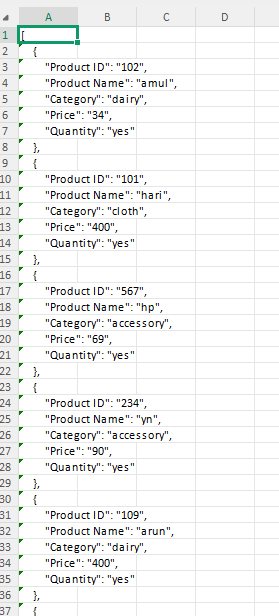 A B C D
1 [
2 {
3 "Product ID": "102",
4 "Product Name": "amul",
5 "Category": "dairy",
6 "Price": "34",
7 "Quantity": "yes"
8 },
9 {
10 "Product ID": "101",
11 "Product Name": "hari",
12 "Category": "cloth",
13 "Price": "400",
14 "Quantity": "yes"
15 },
16 {
17 "Product ID": "567",
18 "Product Name": "hp",
19 "Category": "accessory",
20 "Price": "69",
21 "Quantity": "yes"
22 },
23 {
24 "Product ID": "234",
25 "Product Name": "yn",
26 "Category": "accessory",
27 "Price": "90",
28 "Quantity": "yes"
29 },
30 {
31 "Product ID": "109",
32 "Product Name": "arun",
33 "Category": "dairy",
34 "Price": "400",
35 "Quantity": "yes"
36 },
37 {